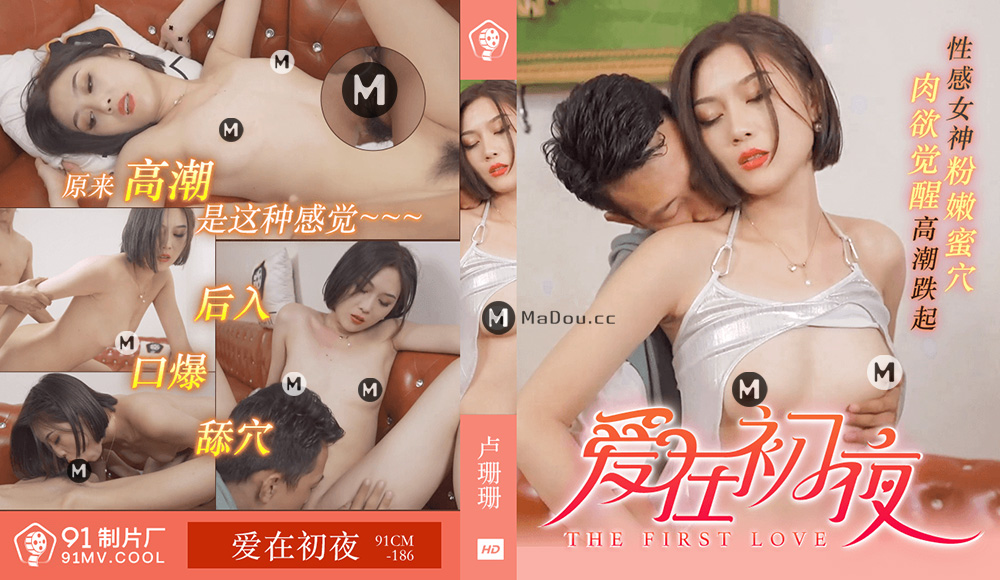 原来 高潮
是这种感觉~~~
后入
口爆
舔穴
91制片厂
91MV.COOL
爱在初夜
91CM
-186
卢珊珊
HD
MaDou.cc
性感女神粉嫩蜜穴
肉欲觉醒高潮跌起
爱在初夜
THE FIRST LOVE
M
M
M
M
M
M
M
M
M